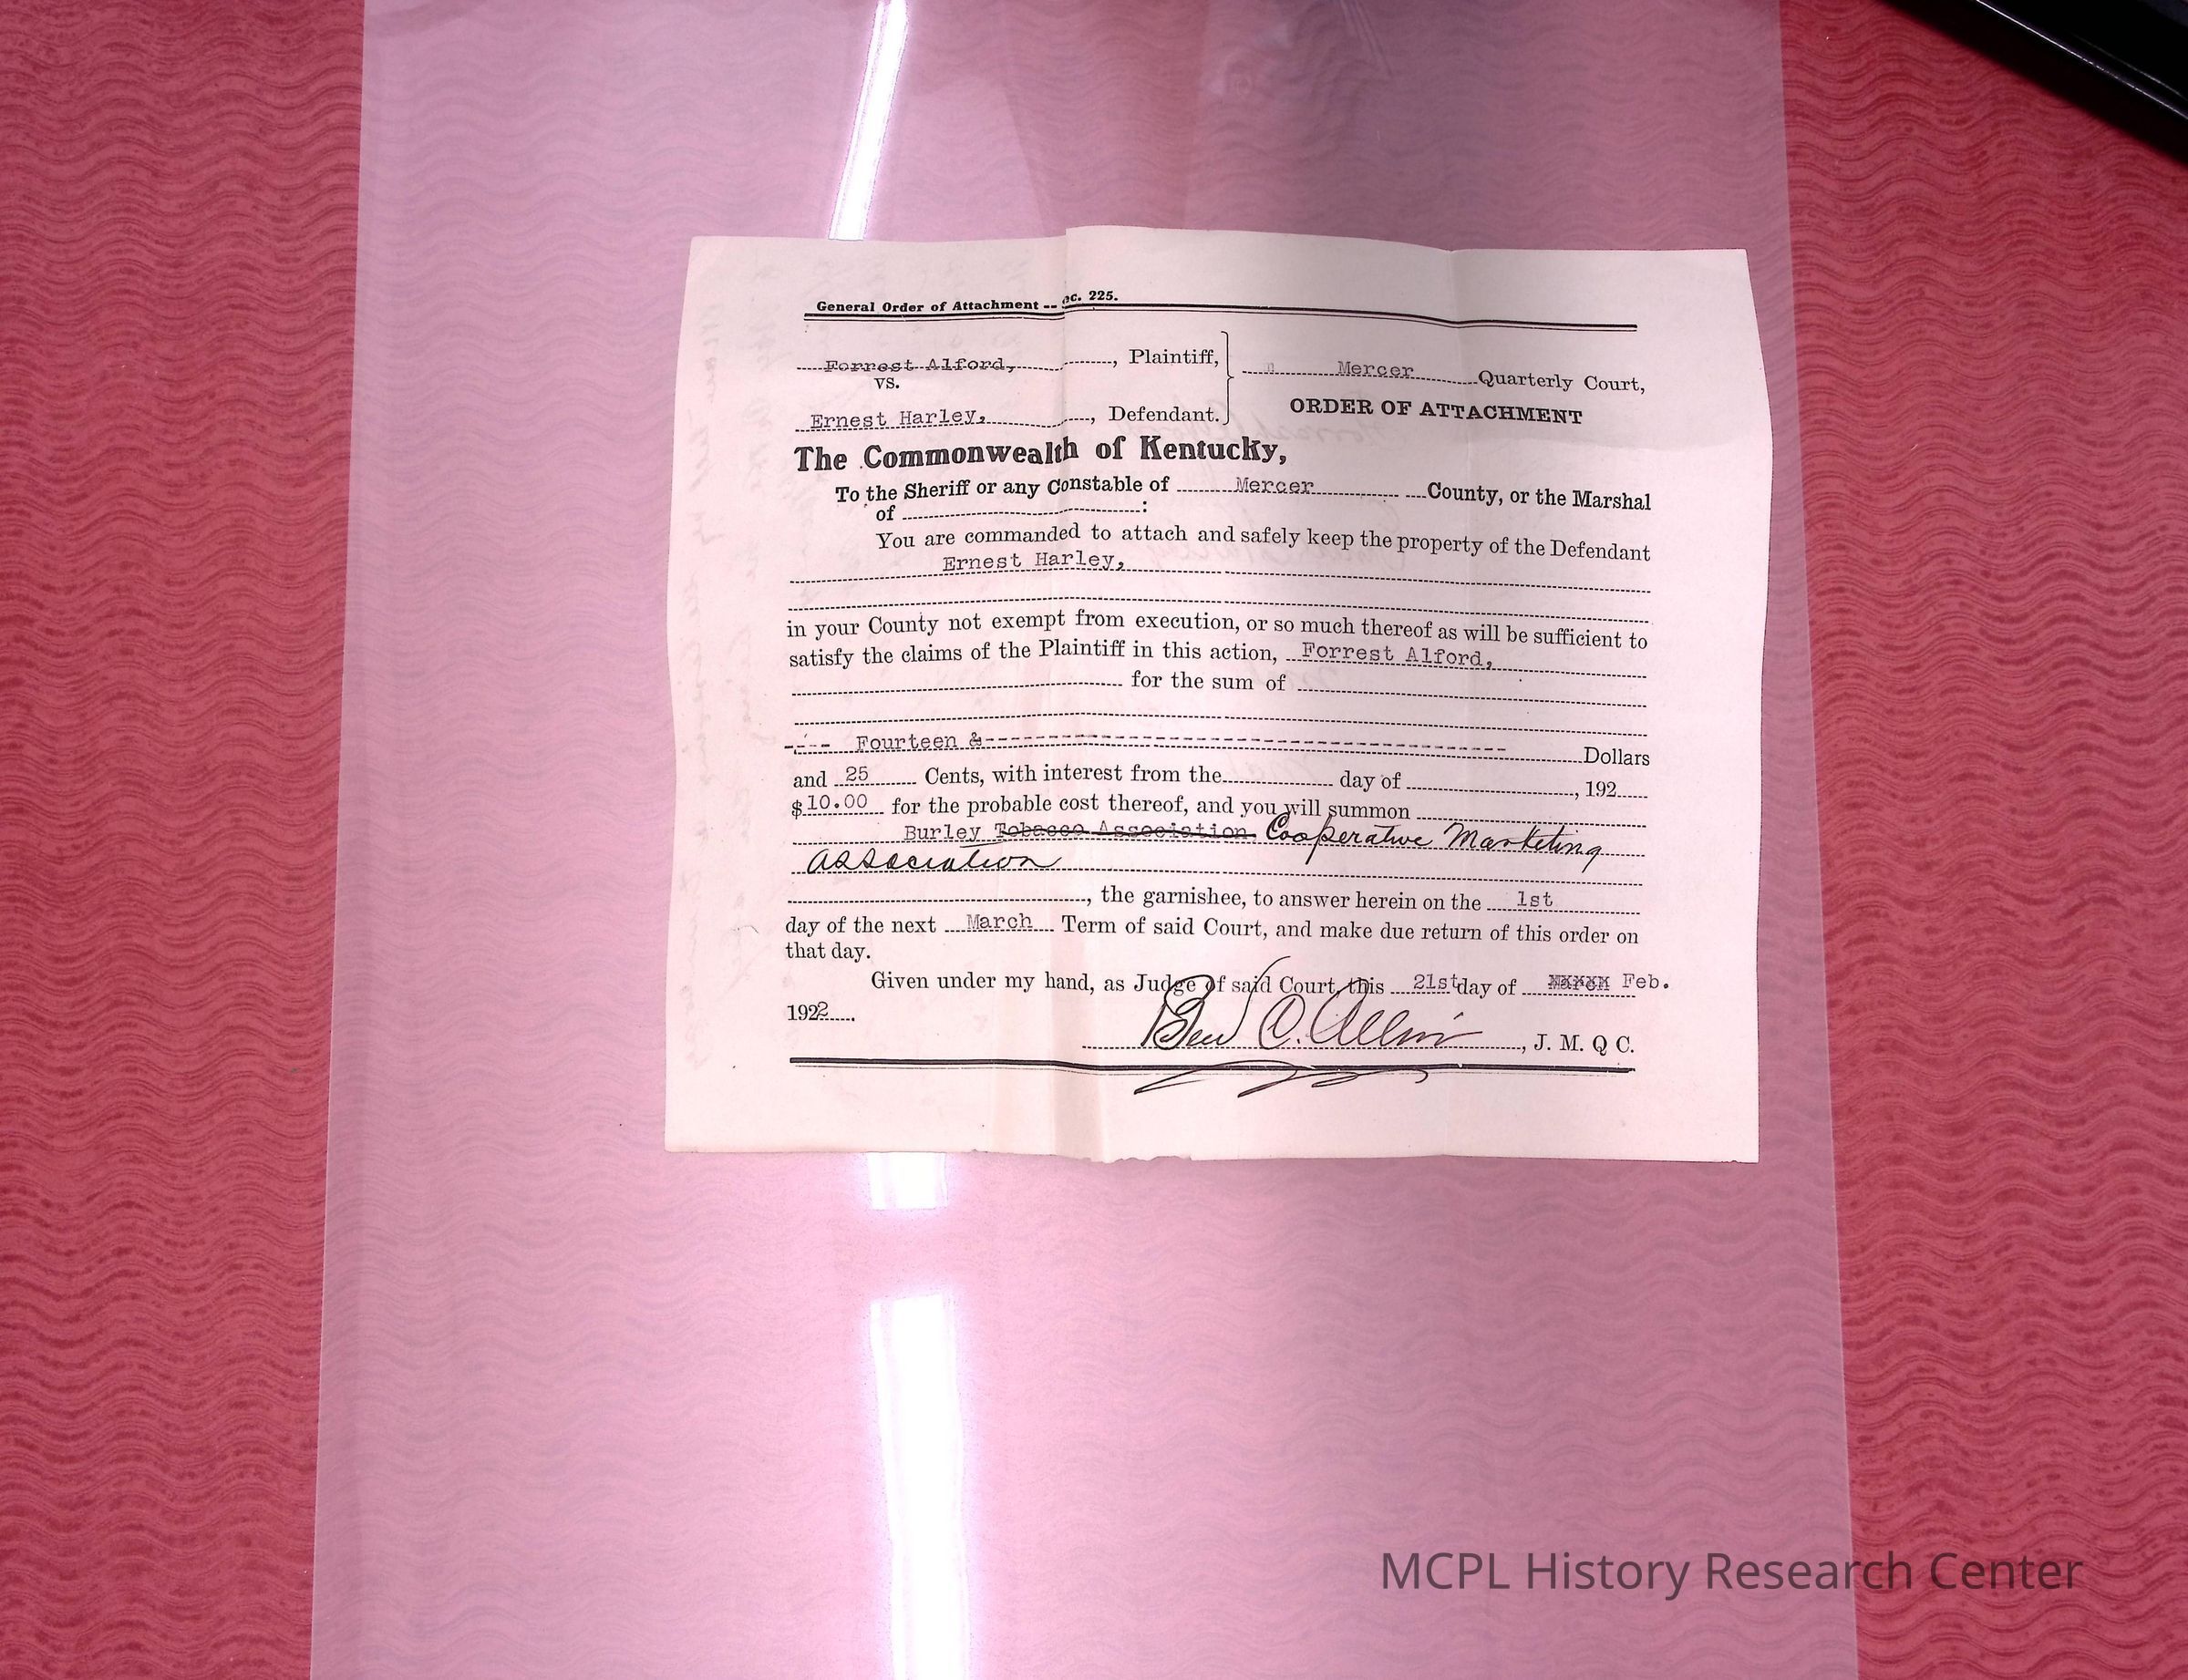 General Order of Attachment -- ec. 225.
Forrest Alford, , Plaintiff,
vs.
Ernest Harley, , Defendant.
Mercer Quarterly Court,
ORDER OF ATTACHMENT
The Commonwealth of Kentucky,
To the Sheriff or any Constable of Mercer County, or the Marshal
of :
You are commanded to attach and safely keep the property of the Defendant
Ernest Harley,
in your County not exempt from execution, or so much thereof as will be sufficient to
satisfy the claims of the Plaintiff in this action, Forrest Alford,
for the sum of
---- Fourteen &---- Dollars
and 25 Cents, with interest from the day of , 192
$10.00 for the probable cost thereof, and you will summon
Burley Tobacco Association Cooperative Marketing
Association
, the garnishee, to answer herein on the 1st
day of the next March Term of said Court, and make due return of this order on
that day.
Given under my hand, as Judge of said Court, this 21st day of Feb.
1922
Ben C. Allin , J. M. Q C.
MCPL History Research Center